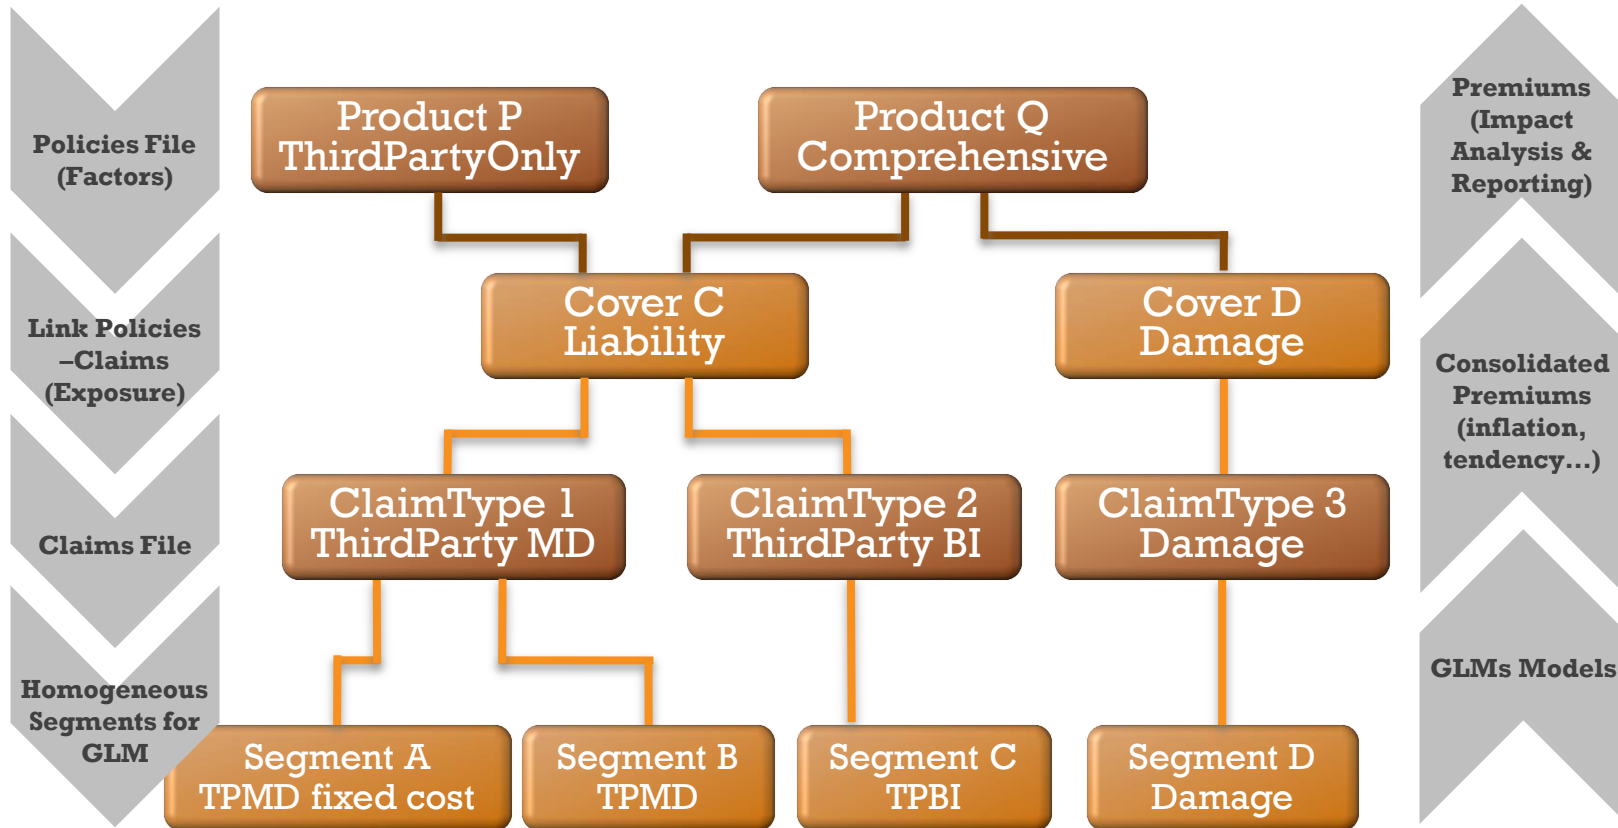 Policies File
(Factors)
Link Policies
–Claims
(Exposure)
Claims File
Homogeneous
Segments for
GLM
Product P
ThirdPartyOnly
Product Q
Comprehensive
Cover C
Liability
Cover D
Damage
ClaimType 1
ThirdParty MD
ClaimType 2
ThirdParty BI
ClaimType 3
Damage
Segment A
TPMD fixed cost
Segment B
TPMD
Segment C
TPBI
Segment D
Damage
Premiums
(Impact
Analysis &
Reporting)
Consolidated
Premiums
(inflation,
tendency...)
GLMs Models